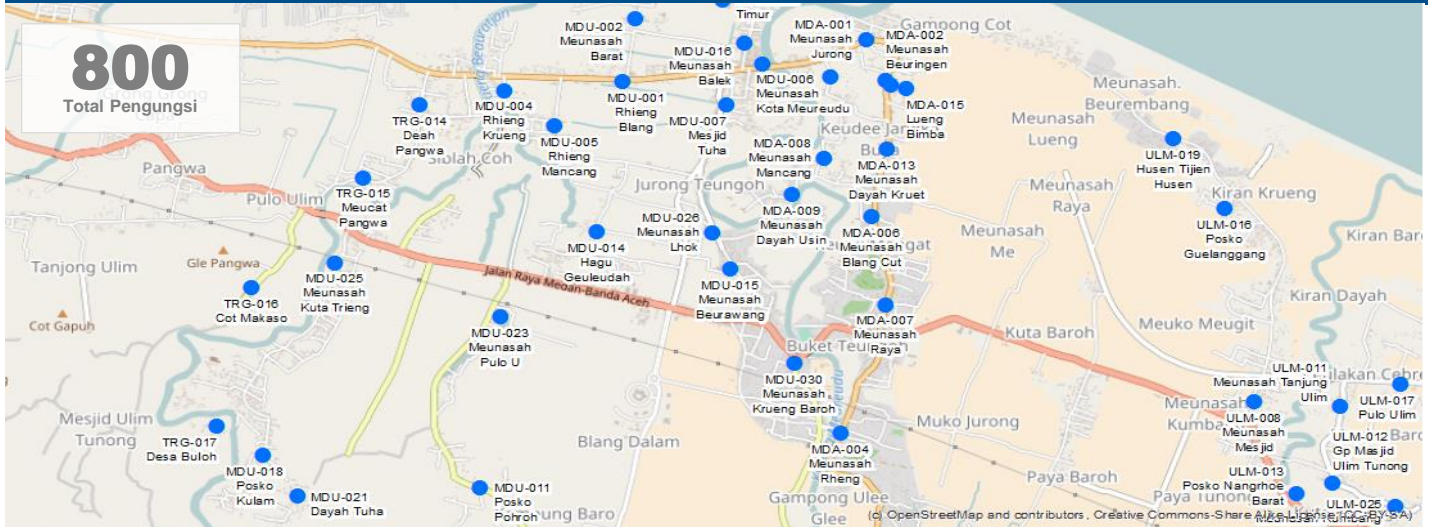 800
Total Pengungsi
Timur
MDU-002
Meunasah
Barat
MDU-016
Meunasah
Balek
MDA-001
Meunasah
Jurong
MDA-002
Meunasah
Beuringen
Gampong Cot
MDU-004
Rhieng
Krueng
MDU-001
Rhieng
Blang
MDU-006
Meunasah
Kota Meureudu
MDA-015
Lueng
Bimba
Meunasah.
Beurembang
TRG-014
Deah
Pangwa
MDU-005
Rhieng
Mancang
MDU-007
Mesjid
Tuha
Meunasah
Lueng
Siblah Coh
MDA-008
Meunasah
Mancang
MDA-013
Meunasah
Dayah Kruet
ULM-019
Husen Tijien
Husen
Pangwa
TRG-015
Meucat
Pangwa
Pulo Ulim
Jurong Teungoh
Meunasah
Raya
Kiran Krueng
MDA-009
Meunasah
Dayah Usin
MDU-026
Meunasah
Lhok
MDA-006
Meunasah
Blang Cut
ULM-016
Posko
Guelanggang
Meunasah
Me
MDU-014
Hagu
Geuleudah
Gle Pangwa
Tanjong Ulim
MDU-025
Meunasah
Kuta Trieng
Jalan Raya Medan-Banda Aceh
MDU-015
Meunasah
Beurawang
Kiran Dayah
TRG-016
Cot Makaso
Cot Gapuh
MDU-023
Meunasah
Pulo U
MDA-007
Meunasah
Raya
Meuko Meugit
Kuta Baroh
MDU-030
Meunasah
Krueng Baroh
ULM-011
Meunasah Tanjung
Ulim
ULM-017
Pulo Ulim
ULM-008
Meunasah
Mesjid
Mesjid Ulim
Tunong
Muko Jurong
TRG-017
Desa Buloh
Blang Dalam
ULM-012
Gp Masjid
Ulim Tunong
MDU-018
Posko
Kulam
MDA-004
Meunasah
Rheng
ULM-013
Posko Nangrhoe
Barat
Paya Baroh
MDU-021
Dayah Tuha
MDU-011
Posko
Pohroh
Gampong Ulee
Glee
ULM-025
(c) OpenStreetMap and contributors, Creative Commons-Share Alike License (CC-BY-SA)